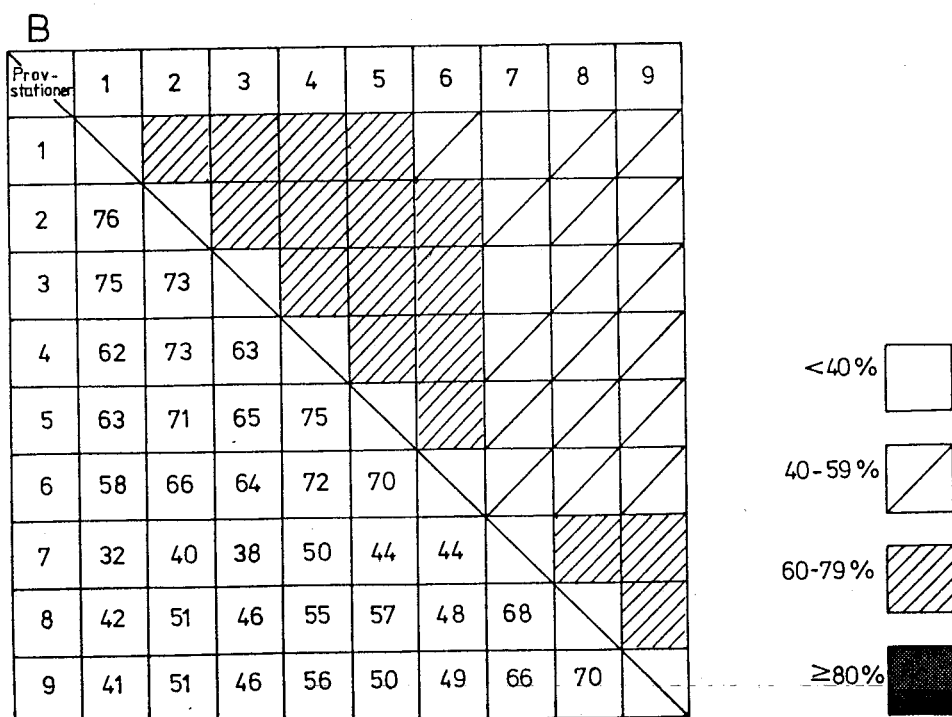 B
Prov-
stationer 1 2 3 4 5 6 7 8 9
1
2 76
3 75 73
4 62 73 63
5 63 71 65 75
6 58 66 64 72 70
7 32 40 38 50 44 44
8 42 51 46 55 57 48 68
9 41 51 46 56 50 49 66 70
<40%
40-59%
60-79%
≥80%